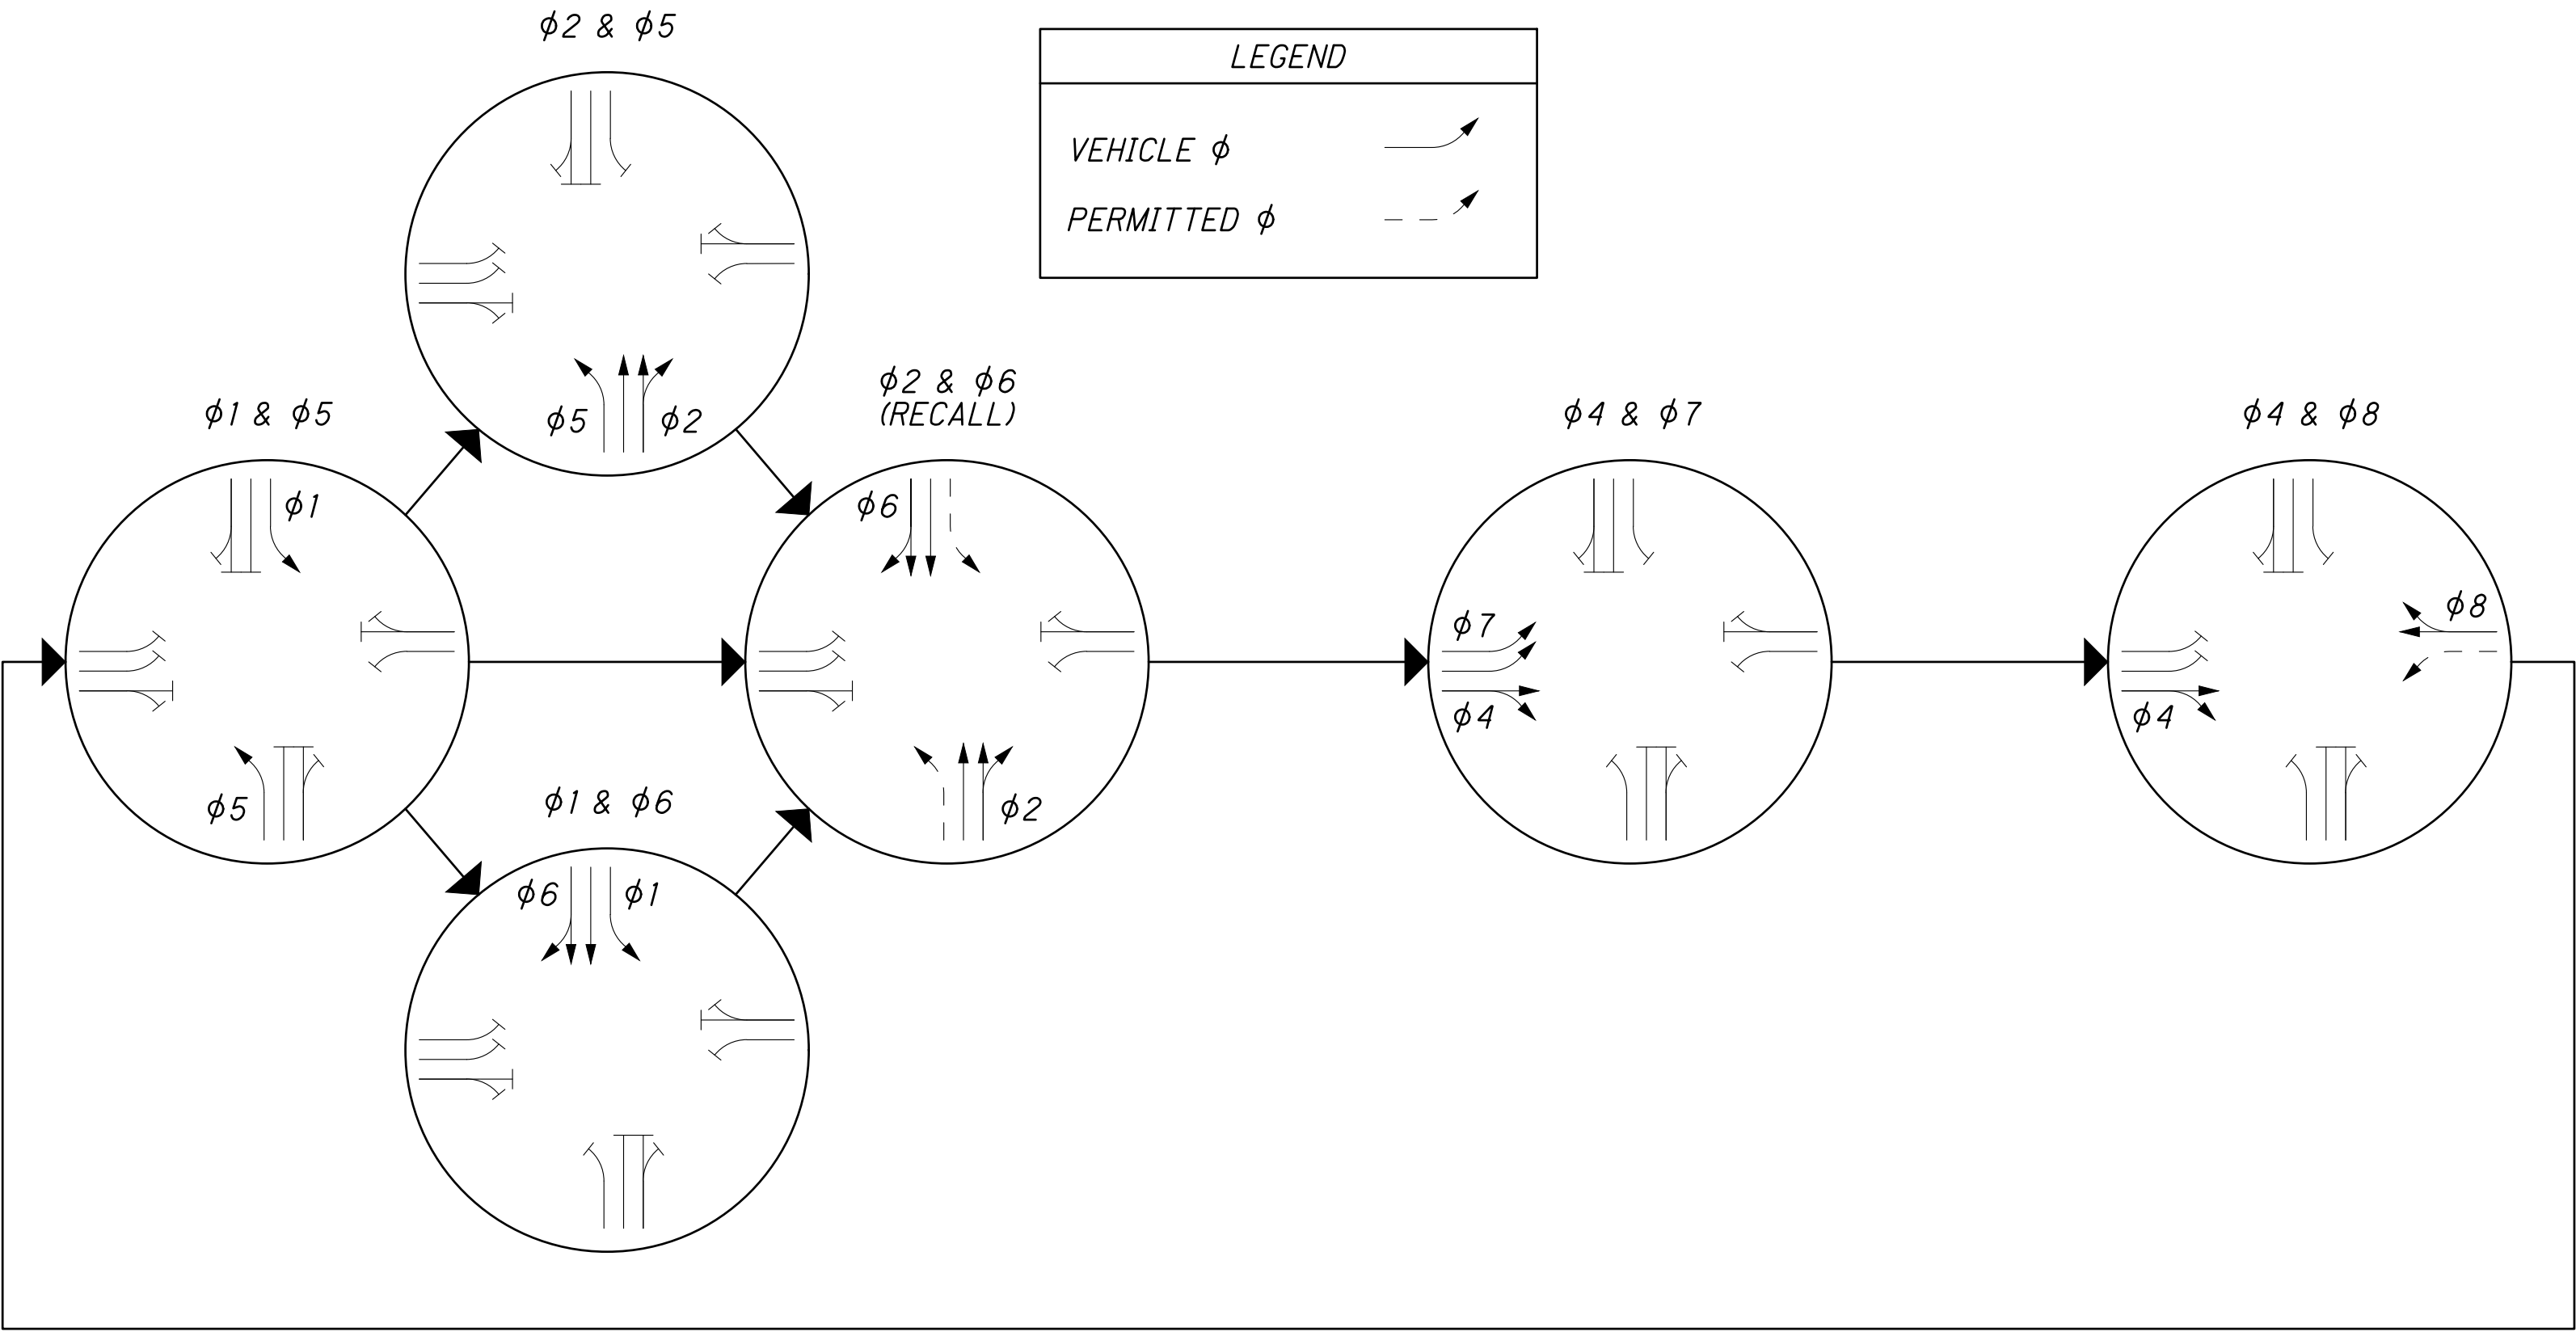 ϕ2 & ϕ5
LEGEND
VEHICLE ϕ
PERMITTED ϕ
ϕ5
ϕ2
ϕ1 & ϕ5
ϕ1
ϕ5
ϕ2 & ϕ6
(RECALL)
ϕ6
ϕ2
ϕ1 & ϕ6
ϕ6
ϕ1
ϕ4 & ϕ7
ϕ7
ϕ4
ϕ4 & ϕ8
ϕ8
ϕ4